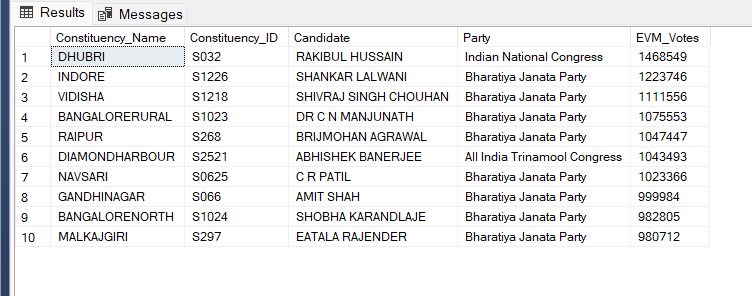 Results Messages
Constituency_Name Constituency_ID Candidate Party EVM_Votes
1 DHUBRI S032 RAKIBUL HUSSAIN Indian National Congress 1468549
2 INDORE S1226 SHANKAR LALWANI Bharatiya Janata Party 1223746
3 VIDISHA S1218 SHIVRAJ SINGH CHOUHAN Bharatiya Janata Party 1111556
4 BANGALORERURAL S1023 DR C N MANJUNATH Bharatiya Janata Party 1075553
5 RAIPUR S268 BRIJMOHAN AGRAWAL Bharatiya Janata Party 1047447
6 DIAMONDHARBOUR S2521 ABHISHEK BANERJEE All India Trinamool Congress 1043493
7 NAVSARI S0625 C R PATIL Bharatiya Janata Party 1023366
8 GANDHINAGAR S066 AMIT SHAH Bharatiya Janata Party 999984
9 BANGALORENORTH S1024 SHOBHA KARANDLAJE Bharatiya Janata Party 982805
10 MALKAJGIRI S297 EATALA RAJENDER Bharatiya Janata Party 980712